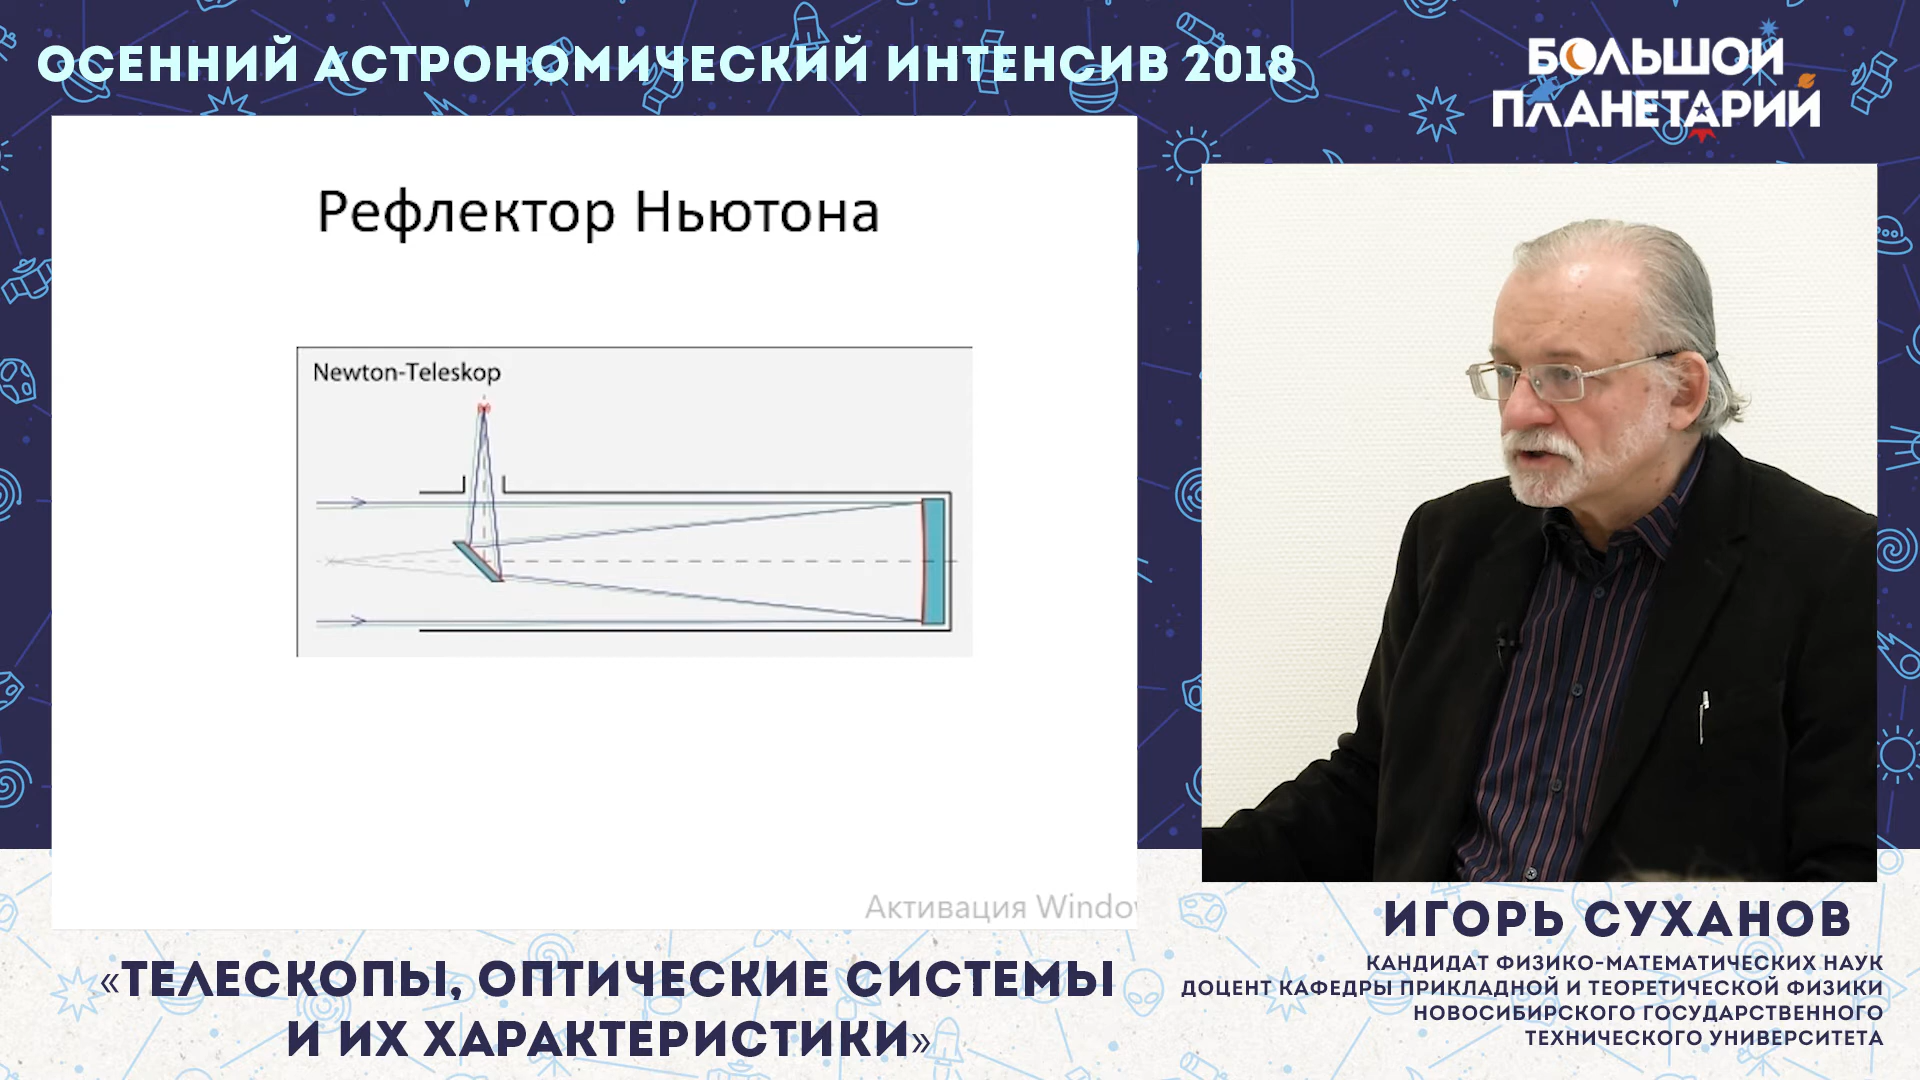 ОСЕННИЙ АСТРОНОМИЧЕСКИЙ ИНТЕНСИВ 2018
БОЛЬШОЙ
ПЛАНЕТАРИЙ
Рефлектор Ньютона
Newton-Teleskop
Активация Windo
«ТЕЛЕСКОПЫ, ОПТИЧЕСКИЕ СИСТЕМЫ
И ИХ ХАРАКТЕРИСТИКИ»
ИГОРЬ СУХАНОВ
КАНДИДАТ ФИЗИКО-МАТЕМАТИЧЕСКИХ НАУК
ДОЦЕНТ КАФЕДРЫ ПРИКЛАДНОЙ И ТЕОРЕТИЧЕСКОЙ ФИЗИКИ
НОВОСИБИРСКОГО ГОСУДАРСТВЕННОГО
ТЕХНИЧЕСКОГО УНИВЕРСИТЕТА